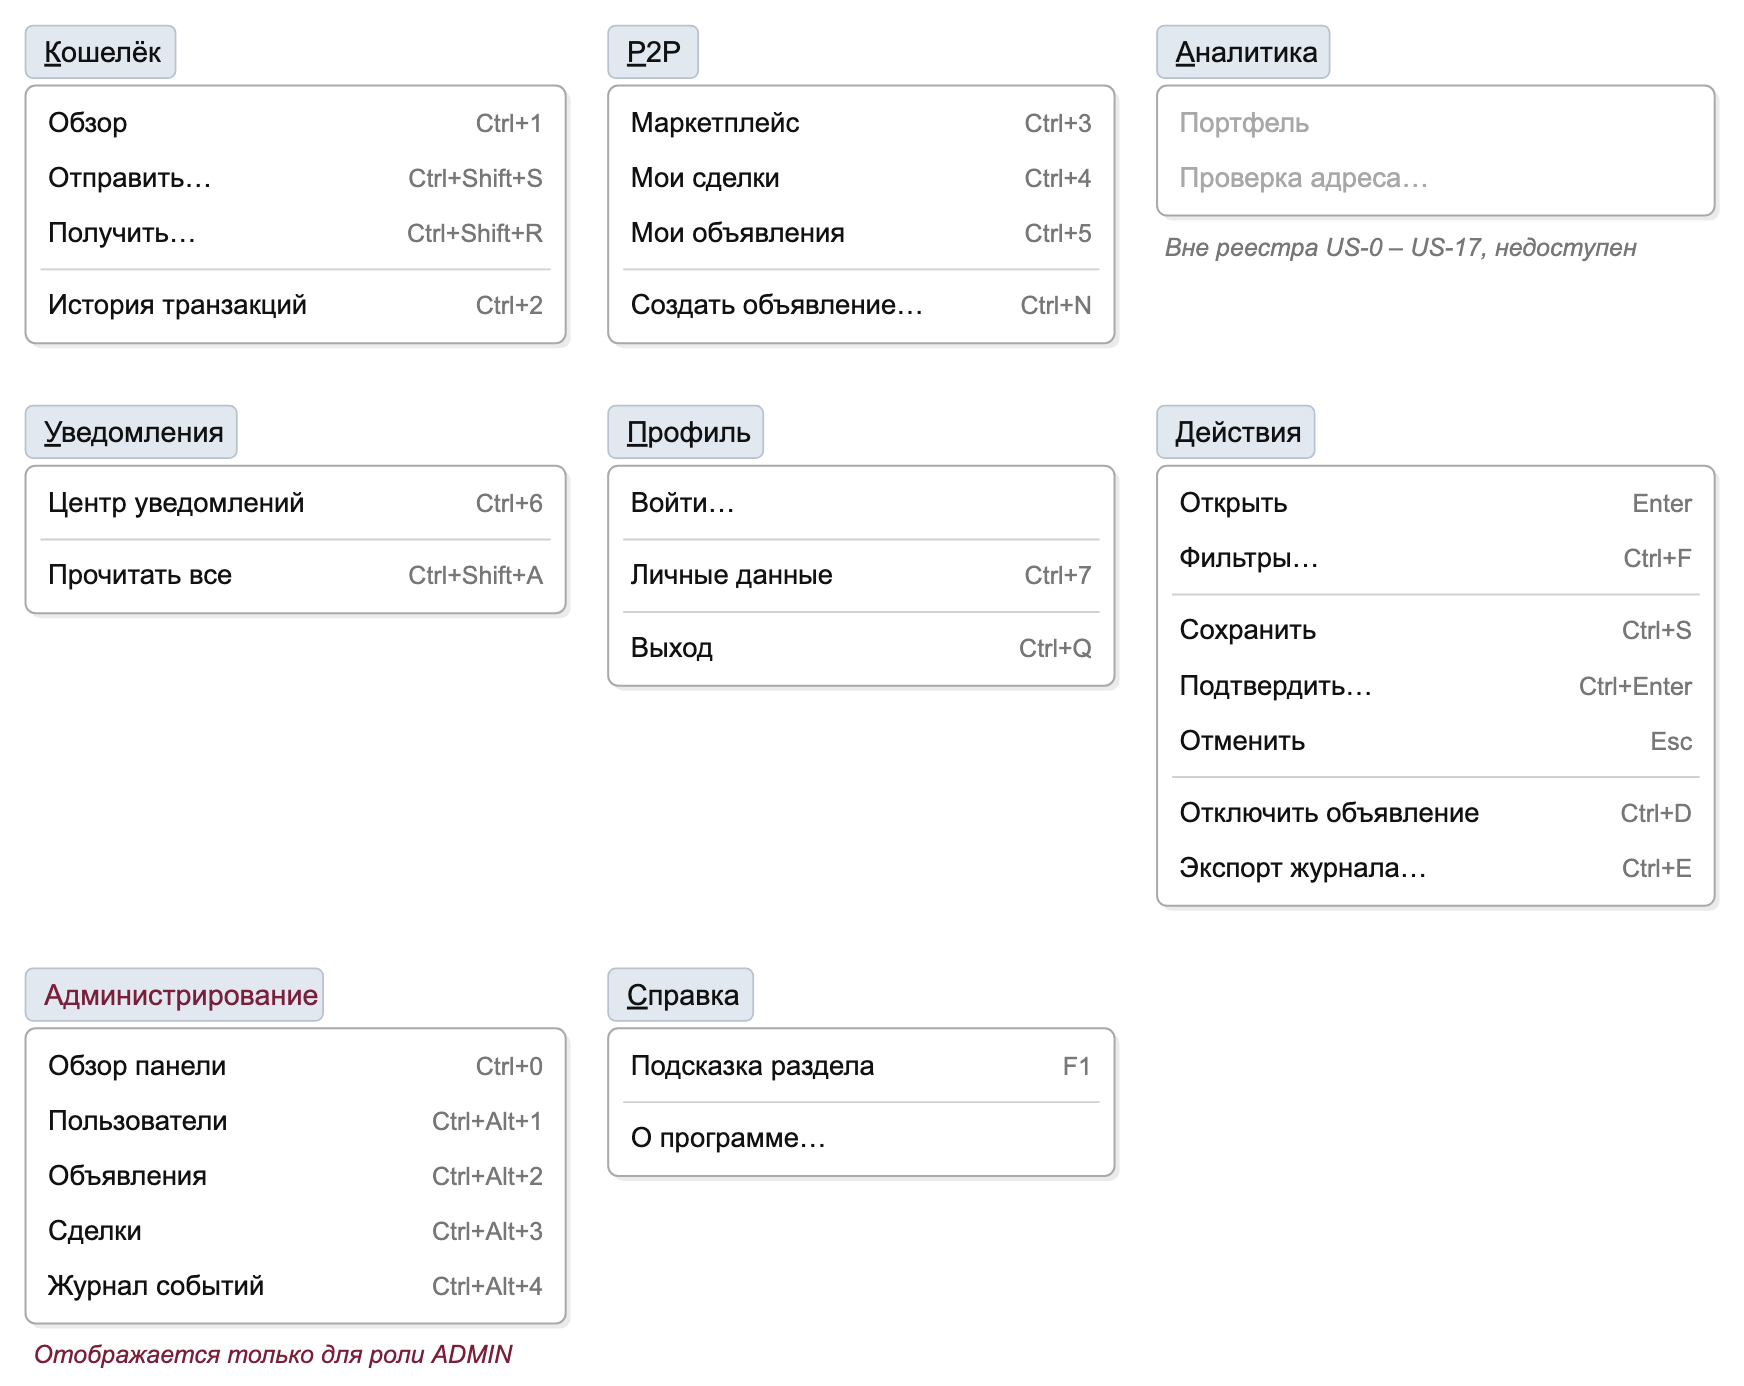 Кошелёк
Обзор Ctrl+1
Отправить… Ctrl+Shift+S
Получить… Ctrl+Shift+R
История транзакций Ctrl+2
P2P
Маркетплейс Ctrl+3
Мои сделки Ctrl+4
Мои объявления Ctrl+5
Создать объявление… Ctrl+N
Аналитика
Портфель
Проверка адреса…
Вне реестра US-0 – US-17, недоступен
Уведомления
Центр уведомлений Ctrl+6
Прочитать все Ctrl+Shift+A
Профиль
Войти…
Личные данные Ctrl+7
Выход Ctrl+Q
Действия
Открыть Enter
Фильтры… Ctrl+F
Сохранить Ctrl+S
Подтвердить… Ctrl+Enter
Отменить Esc
Отключить объявление Ctrl+D
Экспорт журнала… Ctrl+E
Администрирование
Обзор панели Ctrl+0
Пользователи Ctrl+Alt+1
Объявления Ctrl+Alt+2
Сделки Ctrl+Alt+3
Журнал событий Ctrl+Alt+4
Отображается только для роли ADMIN
Справка
Подсказка раздела F1
О программе…